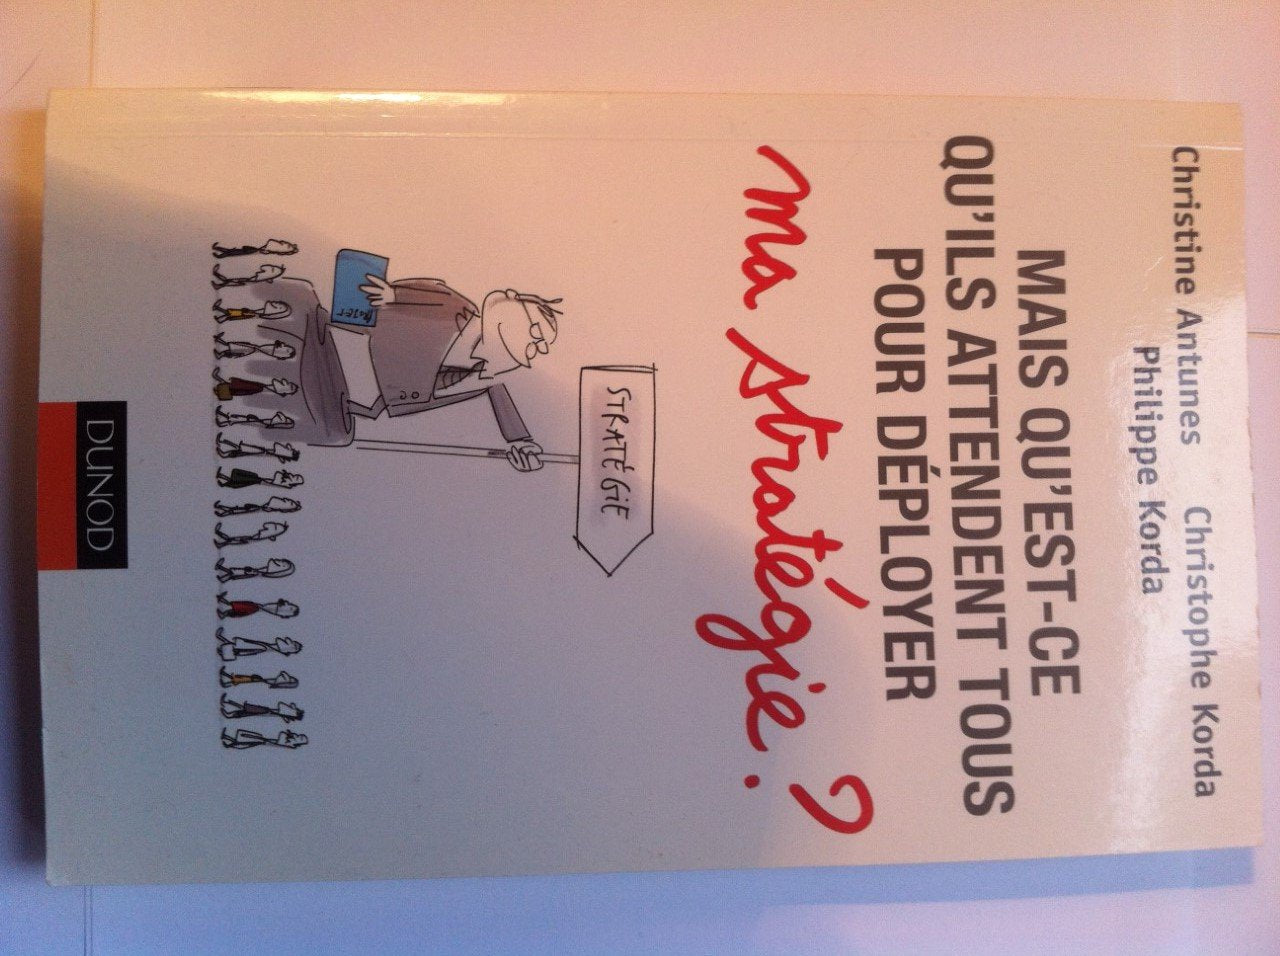 Christine Antunes Christophe Korda
Philippe Korda
MAIS QU'EST-CE
QU'ILS ATTENDENT TOUS
POUR DÉPLOYER
ma stratégie?
STRATÉGIE
PROJET
DUNOD